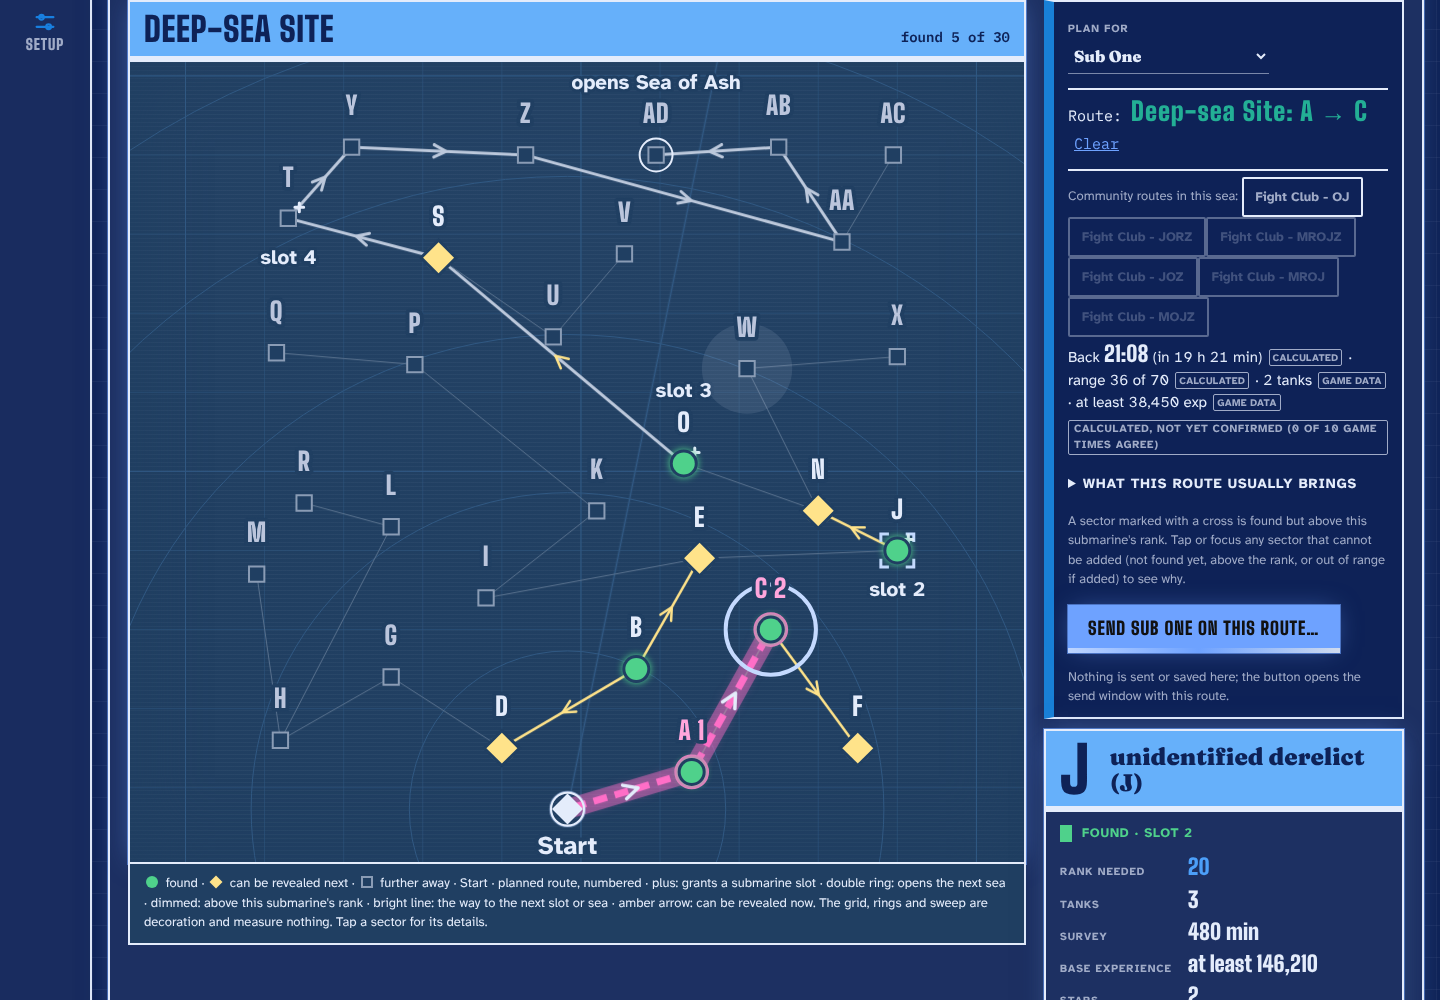 SETUP
DEEP-SEA SITE
found 5 of 30
opens Sea of Ash
Y
Z
AD
AB
AC
T
S
V
AA
slot 4
Q
P
U
W
X
slot 3
O
R
L
K
N
J
M
E
I
slot 2
C 2
B
G
H
D
A 1
F
Start
found · can be revealed next · further away · Start · planned route, numbered · plus: grants a submarine slot · double ring: opens the next sea
· dimmed: above this submarine's rank · bright line: the way to the next slot or sea · amber arrow: can be revealed now. The grid, rings and sweep are
decoration and measure nothing. Tap a sector for its details.
PLAN FOR
Sub One
Route: Deep-sea Site: A → C
Clear
Community routes in this sea: Fight Club - OJ
Fight Club - JORZ Fight Club - MROJZ
Fight Club - JOZ Fight Club - MROJ
Fight Club - MOJZ
Back 21:08 (in 19 h 21 min) CALCULATED ·
range 36 of 70 CALCULATED · 2 tanks GAME DATA
· at least 38,450 exp GAME DATA
CALCULATED, NOT YET CONFIRMED (0 OF 10 GAME
TIMES AGREE)
▶ WHAT THIS ROUTE USUALLY BRINGS
A sector marked with a cross is found but above this
submarine's rank. Tap or focus any sector that cannot
be added (not found yet, above the rank, or out of range
if added) to see why.
SEND SUB ONE ON THIS ROUTE…
Nothing is sent or saved here; the button opens the
send window with this route.
J unidentified derelict
(J)
FOUND · SLOT 2
RANK NEEDED 20
TANKS 3
SURVEY 480 min
BASE EXPERIENCE at least 146,210
STARS 2